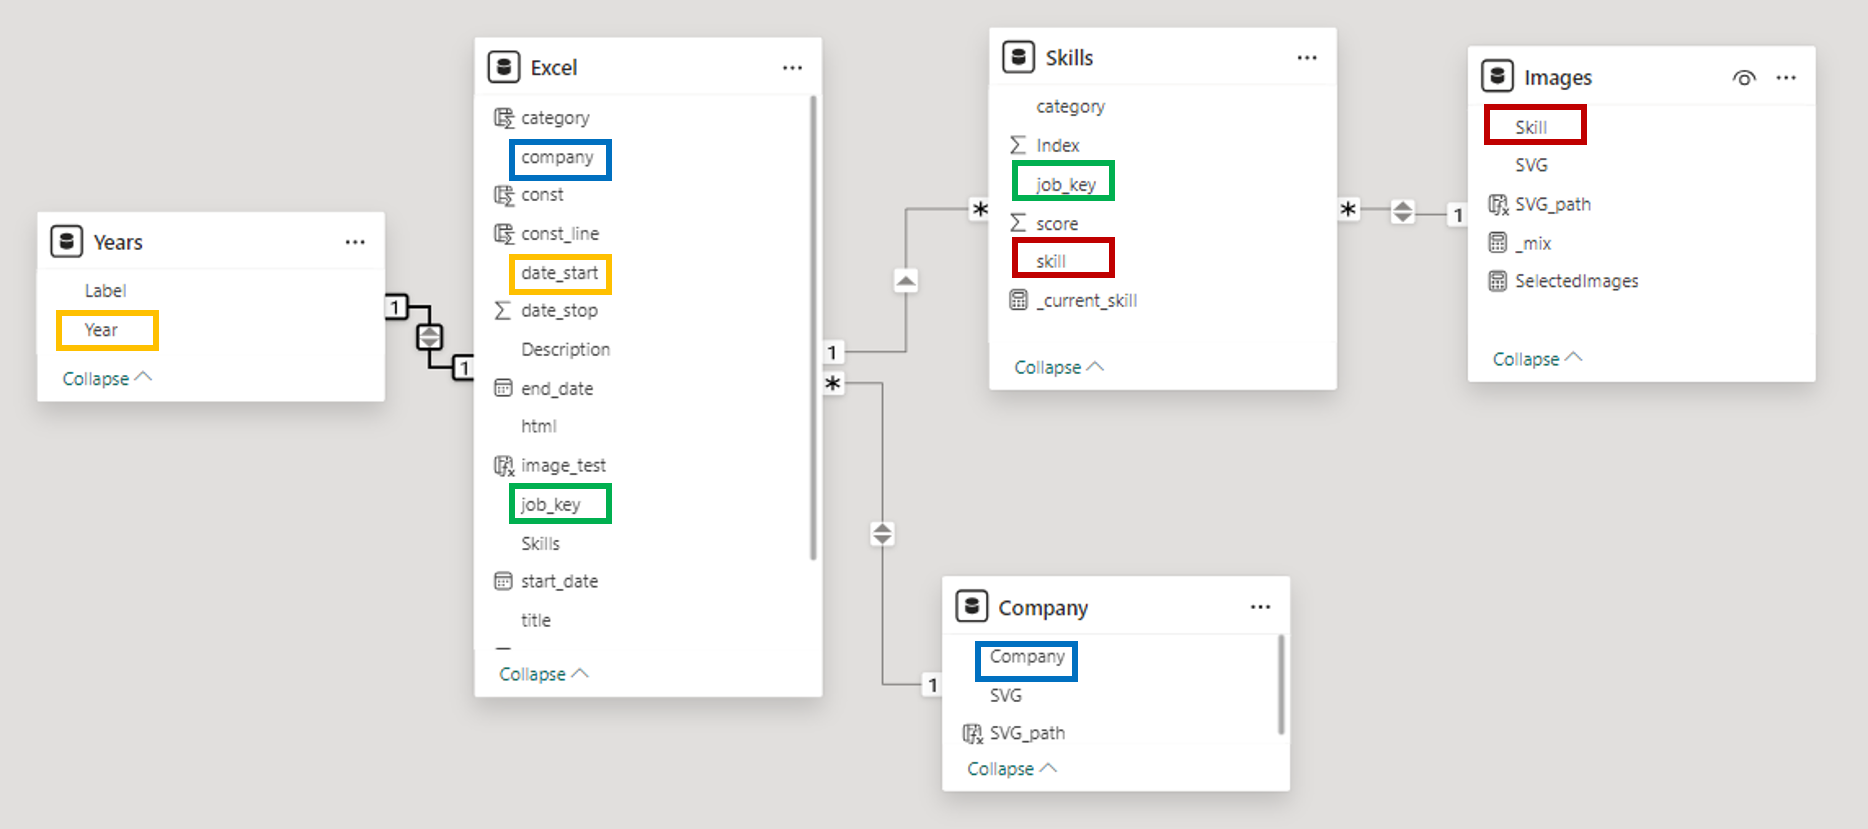 Years
Label
Year
Collapse
1
1
Excel
category
company
const
const_line
date_start
date_stop
Description
end_date
html
image_test
job_key
Skills
start_date
title
Collapse
1
*
*
Skills
category
Index
job_key
score
skill
_current_skill
Collapse
*
1
Images
Skill
SVG
SVG_path
_mix
SelectedImages
Collapse
1
Company
Company
SVG
SVG_path
Collapse